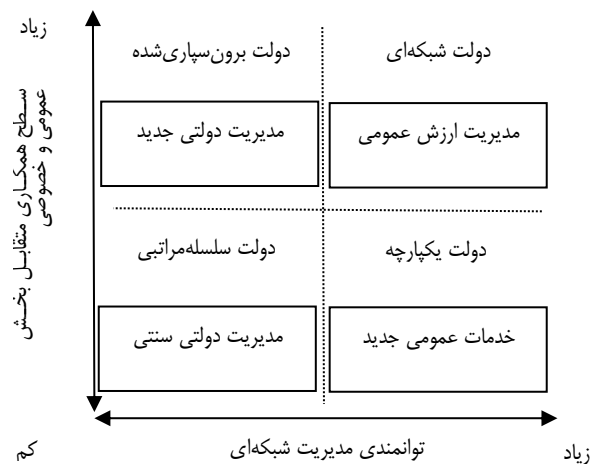 زیاد
دولت شبکه‌ای
دولت برون‌سپاری‌شده
مدیریت ارزش عمومی
مدیریت دولتی جدید
سطح همکاری متقابل بخش
عمومی و خصوصی
دولت یکپارچه
دولت سلسله‌مراتبی
خدمات عمومی جدید
مدیریت دولتی سنتی
زیاد
توانمندی مدیریت شبکه‌ای
کم